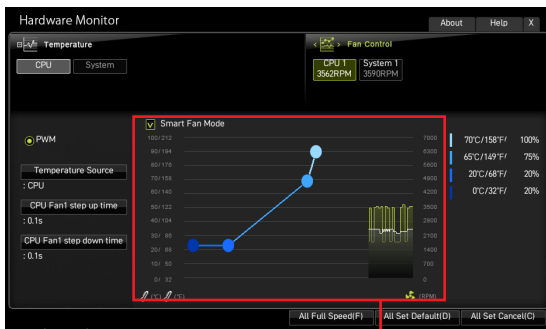 Hardware Monitor
About Help X
Temperature
Fan Control
CPU System
CPU 1 System 1
3562RPM 3590RPM
Smart Fan Mode
PWM
Temperature Source
: CPU
CPU Fan1 step up time
: 0.1s
CPU Fan1 step down time
: 0.1s
100/212 7000
90/194 6300
80/176 5600
70/158 4900
60/140 4200
50/122 3500
40/104 2800
30/ 86 2100
20/ 68 1400
10/ 50 700
0/ 32 0
(°C) (°F) (RPM)
70°C/158°F/ 100%
65°C/149°F/ 75%
20°C/68°F/ 20%
0°C/32°F/ 20%
All Full Speed(F) All Set Default(D) All Set Cancel(C)